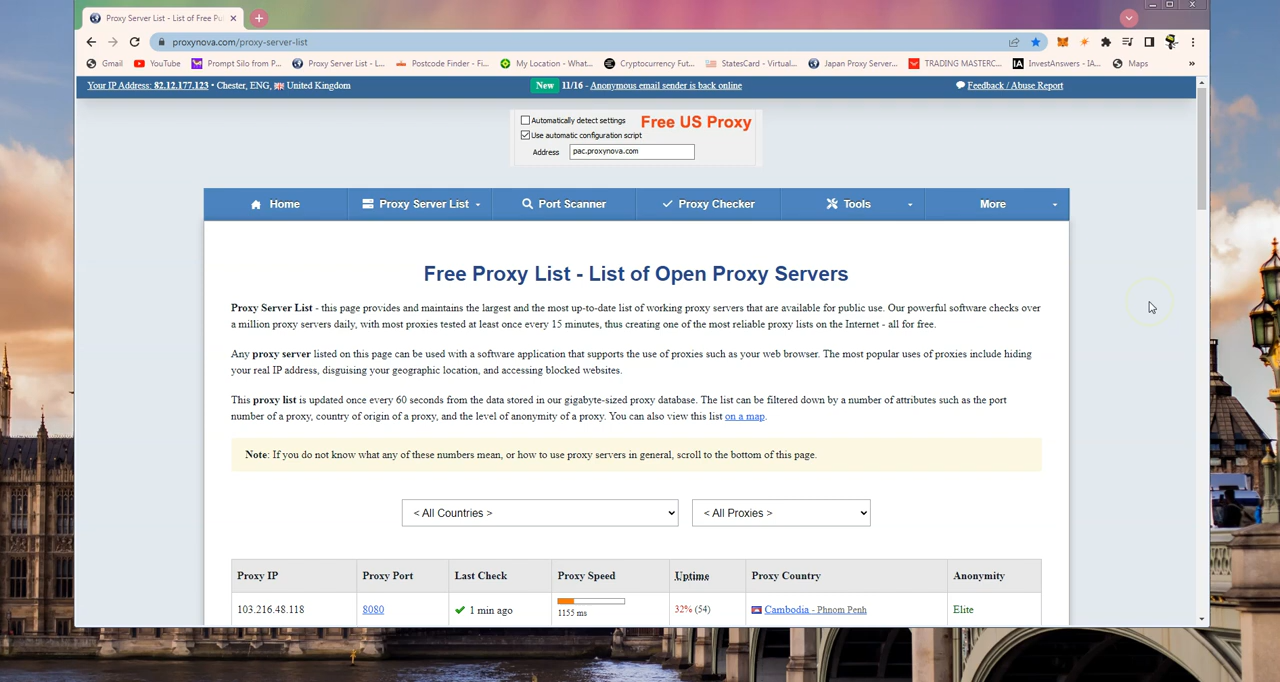 Proxy Server List - List of Free Pu
proxynova.com/proxy-server-list
Gmail YouTube Prompt Silo from P... Proxy Server List - L... Postcode Finder - Fi... My Location - What... Cryptocurrency Fut... StatesCard - Virtual... Japan Proxy Server... TRADING MASTERC... IA InvestAnswers - IA... Maps »
Your IP Address: 82.12.177.123 • Chester, ENG, United Kingdom New 11/16 - Anonymous email sender is back online Feedback / Abuse Report
Automatically detect settings Free US Proxy
Use automatic configuration script
Address pac.proxynova.com
Home Proxy Server List Port Scanner Proxy Checker Tools More
Free Proxy List - List of Open Proxy Servers
Proxy Server List - this page provides and maintains the largest and the most up-to-date list of working proxy servers that are available for public use. Our powerful software checks over
a million proxy servers daily, with most proxies tested at least once every 15 minutes, thus creating one of the most reliable proxy lists on the Internet - all for free.
Any proxy server listed on this page can be used with a software application that supports the use of proxies such as your web browser. The most popular uses of proxies include hiding
your real IP address, disguising your geographic location, and accessing blocked websites.
This proxy list is updated once every 60 seconds from the data stored in our gigabyte-sized proxy database. The list can be filtered down by a number of attributes such as the port
number of a proxy, country of origin of a proxy, and the level of anonymity of a proxy. You can also view this list on a map.
Note: If you do not know what any of these numbers mean, or how to use proxy servers in general, scroll to the bottom of this page.
< All Countries > < All Proxies >
Proxy IP Proxy Port Last Check Proxy Speed Uptime Proxy Country Anonymity
103.216.48.118 8080 1 min ago 1155 ms 32% (54) Cambodia - Phnom Penh Elite